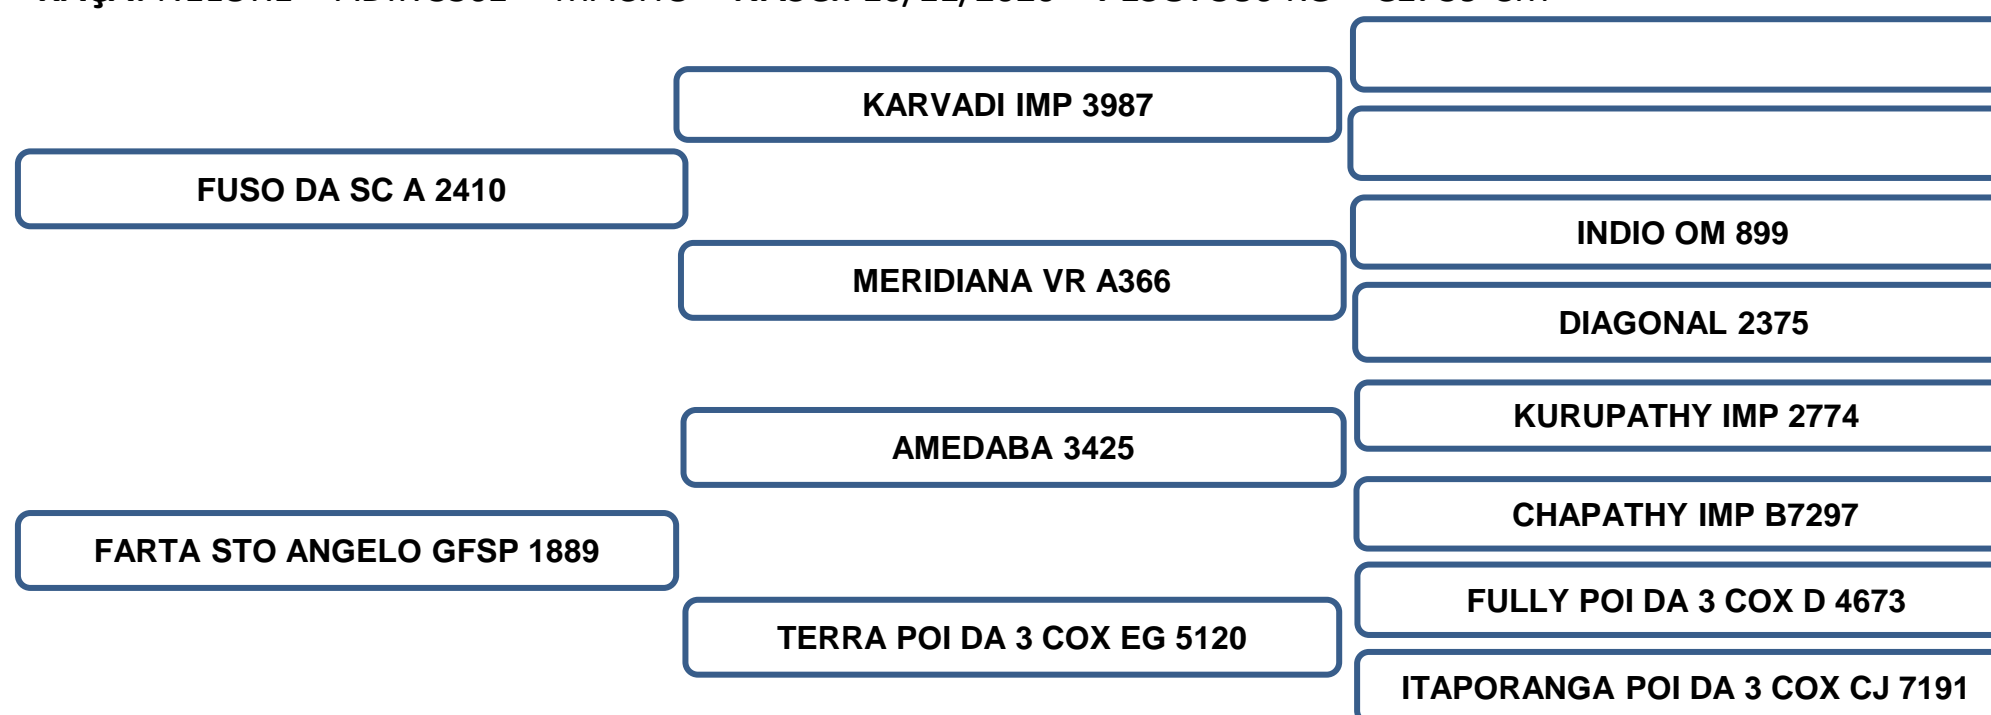 KARVADI IMP 3987
FUSO DA SC A 2410
INDIO OM 899
MERIDIANA VR A366
DIAGONAL 2375
KURUPATHY IMP 2774
AMEDABA 3425
CHAPATHY IMP B7297
FARTA STO ANGELO GFSP 1889
FULLY POI DA 3 COX D 4673
TERRA POI DA 3 COX EG 5120
ITAPORANGA POI DA 3 COX CJ 7191